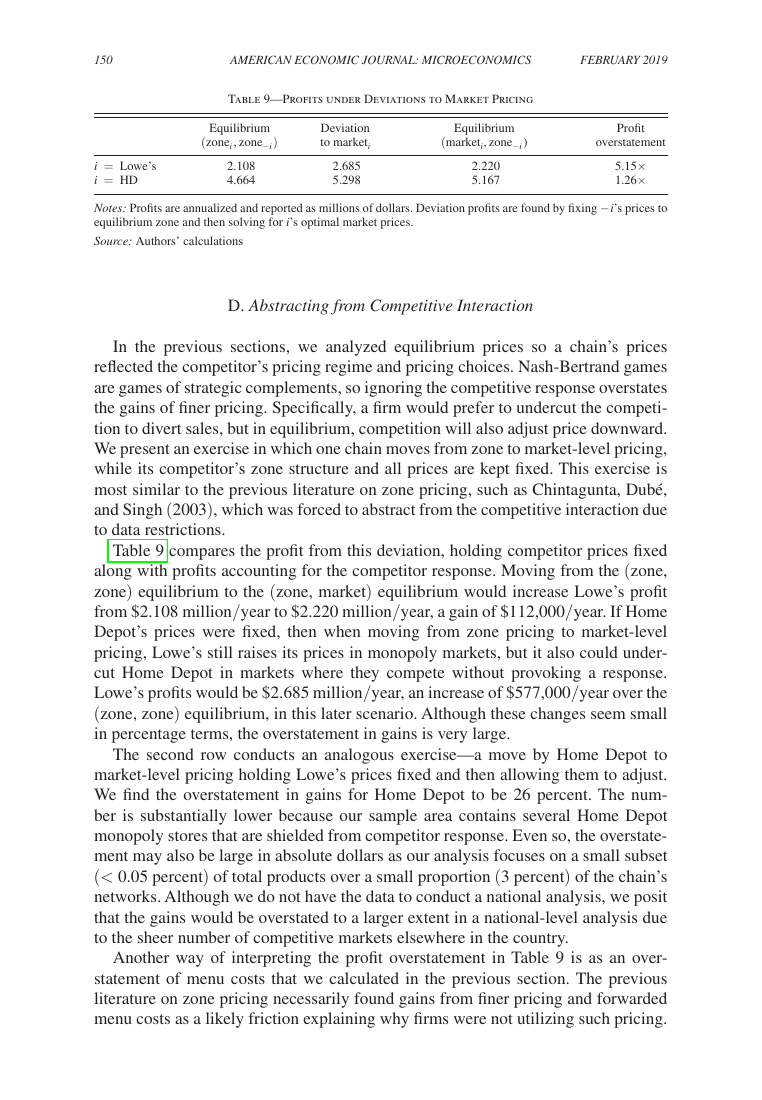 150 AMERICAN ECONOMIC JOURNAL: MICROECONOMICS FEBRUARY 2019
Table 9—Profits under Deviations to Market Pricing
Equilibrium Deviation Equilibrium Profit
(zoneᵢ, zone₋ᵢ) to marketᵢ (marketᵢ, zone₋ᵢ) overstatement
i = Lowe's 2.108 2.685 2.220 5.15×
i = HD 4.664 5.298 5.167 1.26×
Notes: Profits are annualized and reported as millions of dollars. Deviation profits are found by fixing −i's prices to
equilibrium zone and then solving for i's optimal market prices.
Source: Authors' calculations
D. Abstracting from Competitive Interaction
In the previous sections, we analyzed equilibrium prices so a chain's prices
reflected the competitor's pricing regime and pricing choices. Nash-Bertrand games
are games of strategic complements, so ignoring the competitive response overstates
the gains of finer pricing. Specifically, a firm would prefer to undercut the competi-
tion to divert sales, but in equilibrium, competition will also adjust price downward.
We present an exercise in which one chain moves from zone to market-level pricing,
while its competitor's zone structure and all prices are kept fixed. This exercise is
most similar to the previous literature on zone pricing, such as Chintagunta, Dubé,
and Singh (2003), which was forced to abstract from the competitive interaction due
to data restrictions.
Table 9 compares the profit from this deviation, holding competitor prices fixed
along with profits accounting for the competitor response. Moving from the (zone,
zone) equilibrium to the (zone, market) equilibrium would increase Lowe's profit
from $2.108 million/year to $2.220 million/year, a gain of $112,000/year. If Home
Depot's prices were fixed, then when moving from zone pricing to market-level
pricing, Lowe's still raises its prices in monopoly markets, but it also could under-
cut Home Depot in markets where they compete without provoking a response.
Lowe's profits would be $2.685 million/year, an increase of $577,000/year over the
(zone, zone) equilibrium, in this later scenario. Although these changes seem small
in percentage terms, the overstatement in gains is very large.
The second row conducts an analogous exercise—a move by Home Depot to
market-level pricing holding Lowe's prices fixed and then allowing them to adjust.
We find the overstatement in gains for Home Depot to be 26 percent. The num-
ber is substantially lower because our sample area contains several Home Depot
monopoly stores that are shielded from competitor response. Even so, the overstate-
ment may also be large in absolute dollars as our analysis focuses on a small subset
(< 0.05 percent) of total products over a small proportion (3 percent) of the chain's
networks. Although we do not have the data to conduct a national analysis, we posit
that the gains would be overstated to a larger extent in a national-level analysis due
to the sheer number of competitive markets elsewhere in the country.
Another way of interpreting the profit overstatement in Table 9 is as an over-
statement of menu costs that we calculated in the previous section. The previous
literature on zone pricing necessarily found gains from finer pricing and forwarded
menu costs as a likely friction explaining why firms were not utilizing such pricing.